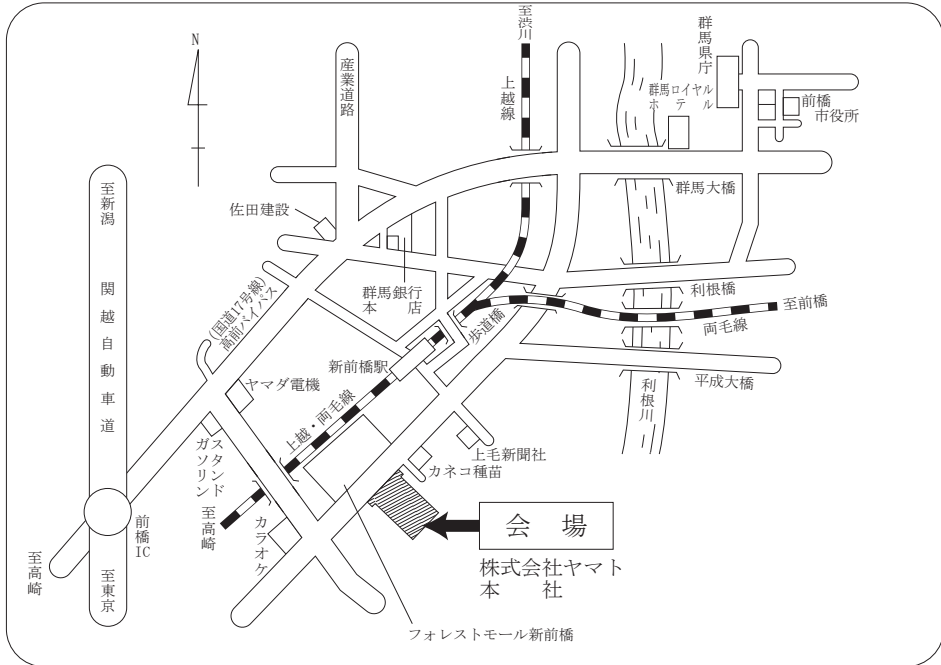 N
産業道路
至渋川
上越線
群馬県庁
群馬ロイヤル
ホテル
前橋
市役所
群馬大橋
至新潟
関越自動車道
佐田建設
(国道17号線)
高前バイパス
群馬銀行
本店
利根橋
至前橋
両毛線
歩道橋
新前橋駅
平成大橋
ヤマダ電機
上越・両毛線
利根川
ガソリン
スタンド
上毛新聞社
カネコ種苗
至高崎
カラオケ
会場
株式会社ヤマト
本社
前橋
IC
至高崎
至東京
フォレストモール新前橋